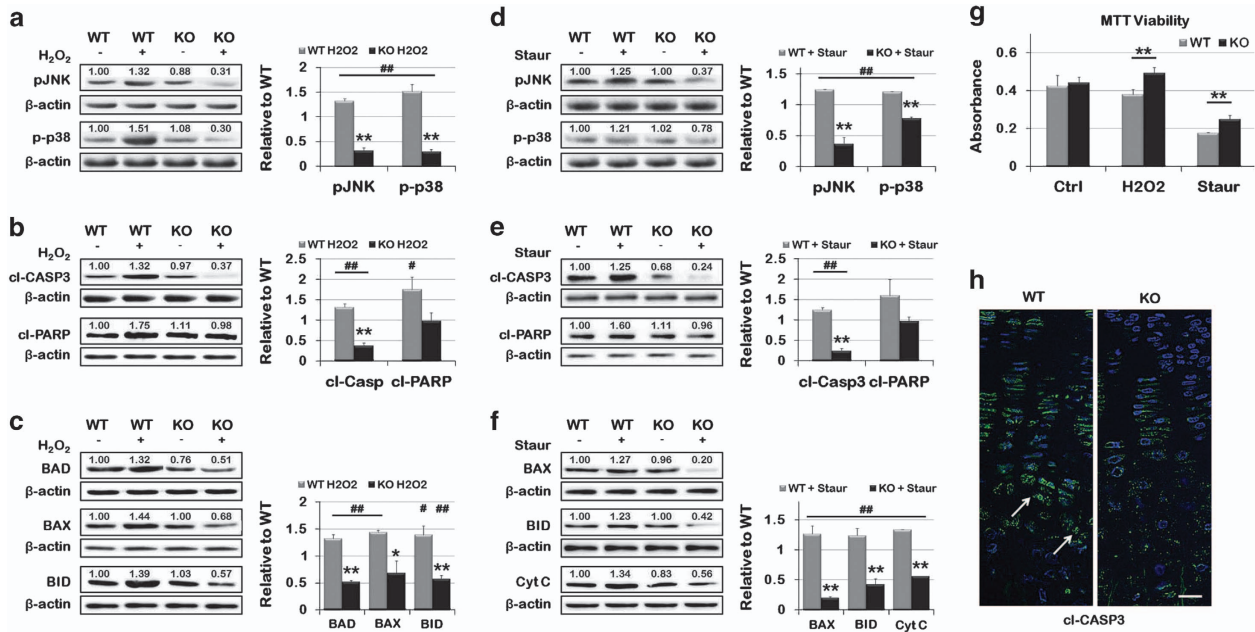 a
WT WT KO KO
H₂O₂ - + - +
1.00 1.32 0.88 0.31
pJNK
β-actin
1.00 1.51 1.08 0.30
p-p38
β-actin
WT H2O2 KO H2O2
Relative to WT
2
1.5
1
0.5
0
##
** **
pJNK p-p38
b
WT WT KO KO
H₂O₂ - + - +
1.00 1.32 0.97 0.37
cl-CASP3
β-actin
1.00 1.75 1.11 0.98
cl-PARP
β-actin
WT H2O2 KO H2O2
Relative to WT
2.5
2
1.5
1
0.5
0
## #
**
cl-Casp cl-PARP
c
WT WT KO KO
H₂O₂ - + - +
1.00 1.32 0.76 0.51
BAD
β-actin
1.00 1.44 1.00 0.68
BAX
β-actin
1.00 1.39 1.03 0.57
BID
β-actin
WT H2O2 KO H2O2
Relative to WT
2
1.5
1
0.5
0
## # ##
** * **
BAD BAX BID
d
WT WT KO KO
Staur - + - +
1.00 1.25 1.00 0.37
pJNK
β-actin
1.00 1.21 1.02 0.78
p-p38
β-actin
WT + Staur KO + Staur
Relative to WT
1.5
1
0.5
0
##
** **
pJNK p-p38
e
WT WT KO KO
Staur - + - +
1.00 1.25 0.68 0.24
cl-CASP3
β-actin
1.00 1.60 1.11 0.96
cl-PARP
β-actin
WT + Staur KO + Staur
Relative to WT
2.5
2
1.5
1
0.5
0
##
**
cl-Casp3 cl-PARP
f
WT WT KO KO
Staur - + - +
1.00 1.27 0.96 0.20
BAX
β-actin
1.00 1.23 1.00 0.42
BID
β-actin
1.00 1.34 0.83 0.56
Cyt C
β-actin
WT + Staur KO + Staur
Relative to WT
1.5
1
0.5
0
##
** ** **
BAX BID Cyt C
g
MTT Viability
WT KO
Absorbance
0.6
0.4
0.2
0
** **
Ctrl H2O2 Staur
h
WT KO
cl-CASP3